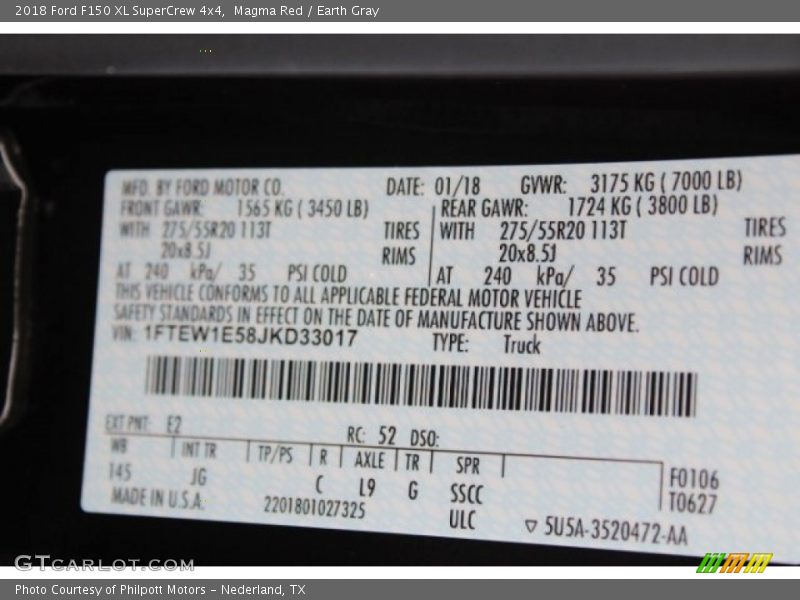 2018 Ford F150 XL SuperCrew 4x4,  Magma Red / Earth Gray
MFD. BY FORD MOTOR CO. DATE: 01/18 GVWR: 3175 KG ( 7000 LB)
FRONT GAWR: 1565 KG ( 3450 LB) REAR GAWR: 1724 KG ( 3800 LB)
WITH 275/55R20 113T TIRES WITH 275/55R20 113T TIRES
20x8.5J RIMS 20x8.5J RIMS
AT 240 kPa/ 35 PSI COLD AT 240 kPa/ 35 PSI COLD
THIS VEHICLE CONFORMS TO ALL APPLICABLE FEDERAL MOTOR VEHICLE
SAFETY STANDARDS IN EFFECT ON THE DATE OF MANUFACTURE SHOWN ABOVE.
VIN: 1FTEW1E58JKD33017 TYPE: Truck
EXT PNT: E2 RC: 52 DSO:
WB INT TR TP/PS R AXLE TR SPR
145 JG C L9 G SSCC F0106
T0627
MADE IN U.S.A. 2201801027325 ULC ▽ 5U5A-3520472-AA
GTCarLot.com
Photo Courtesy of Philpott Motors - Nederland, TX